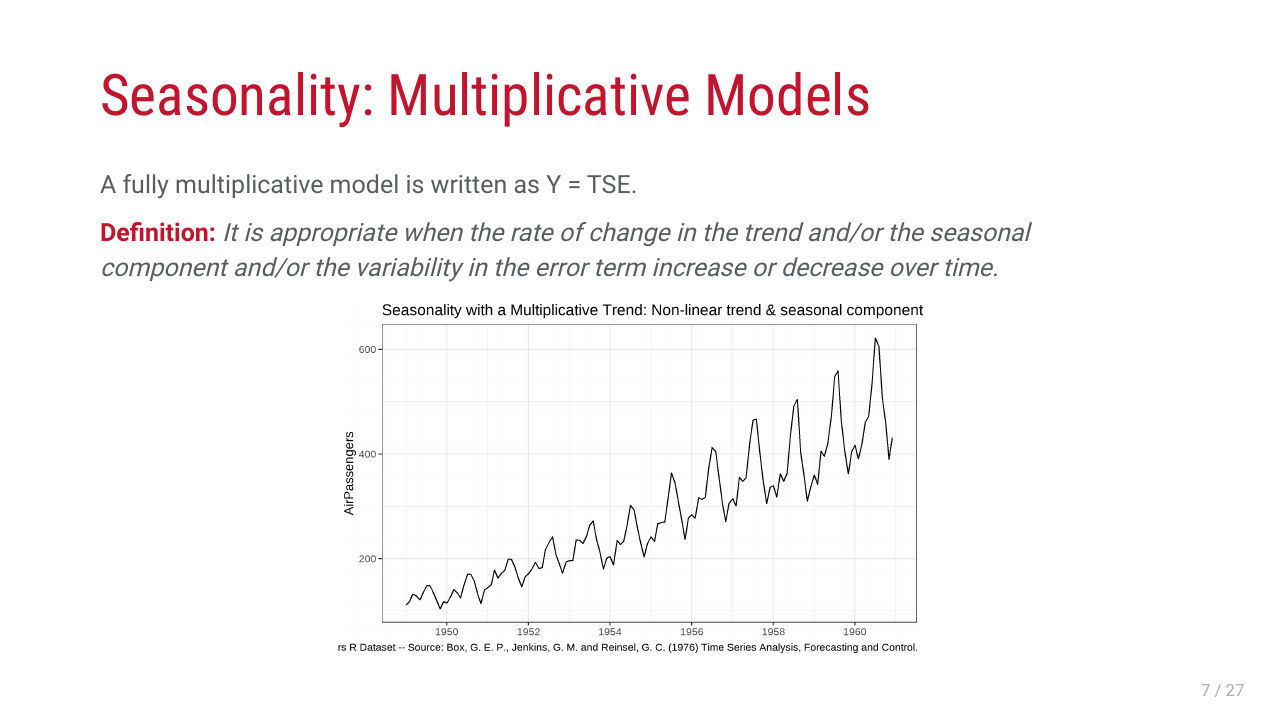 Seasonality: Multiplicative Models
A fully multiplicative model is written as Y = TSE.
Definition: It is appropriate when the rate of change in the trend and/or the seasonal
component and/or the variability in the error term increase or decrease over time.
Seasonality with a Multiplicative Trend: Non-linear trend & seasonal component
600
400
200
AirPassengers
1950 1952 1954 1956 1958 1960
rs R Dataset -- Source: Box, G. E. P., Jenkins, G. M. and Reinsel, G. C. (1976) Time Series Analysis, Forecasting and Control.
7 / 27